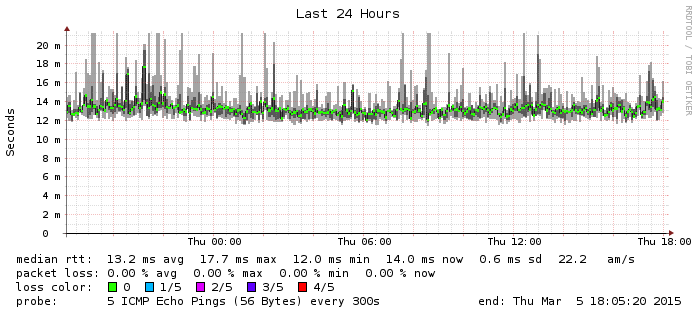 Last 24 Hours
RRDTOOL / TOBI OETIKER
Seconds
20 m
18 m
16 m
14 m
12 m
10 m
8 m
6 m
4 m
2 m
0
Thu 00:00 Thu 06:00 Thu 12:00 Thu 18:00
median rtt: 13.2 ms avg 17.7 ms max 12.0 ms min 14.0 ms now 0.6 ms sd 22.2 am/s
packet loss: 0.00 % avg 0.00 % max 0.00 % min 0.00 % now
loss color: 0 1/5 2/5 3/5 4/5
probe: 5 ICMP Echo Pings (56 Bytes) every 300s end: Thu Mar 5 18:05:20 2015